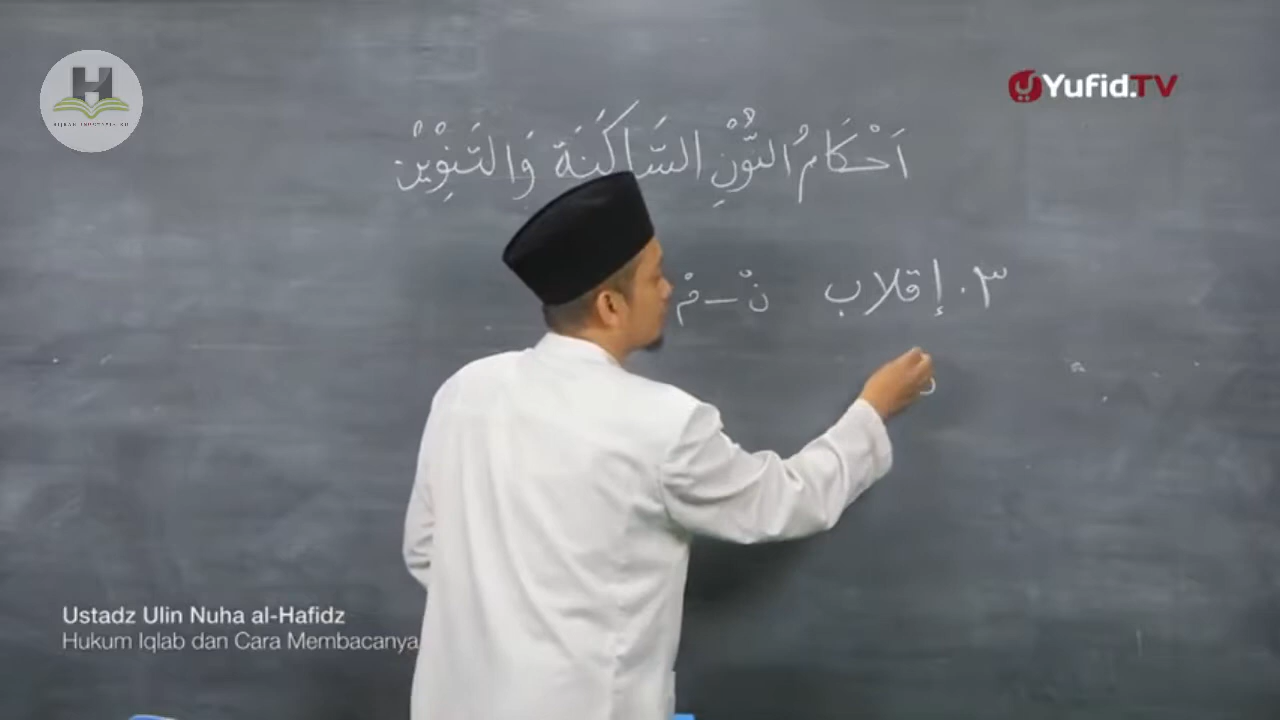 Yufid.TV
أَحْكَامُ النُّوْنِ السَّاكَنَة وَالتَنِوِيْنْ
٣. إقلاب نْ – مْ
Ustadz Ulin Nuha al-Hafidz
Hukum Iqlab dan Cara Membacanya